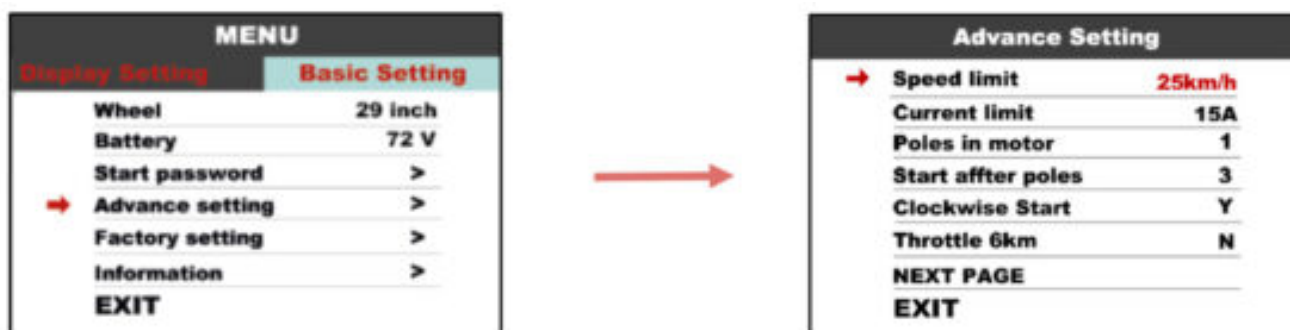 MENU
Display Setting Basic Setting
Wheel 29 inch
Battery 72 V
Start password >
Advance setting >
Factory setting >
Information >
EXIT
Advance Setting
Speed limit 25km/h
Current limit 15A
Poles in motor 1
Start affter poles 3
Clockwise Start Y
Throttle 6km N
NEXT PAGE
EXIT